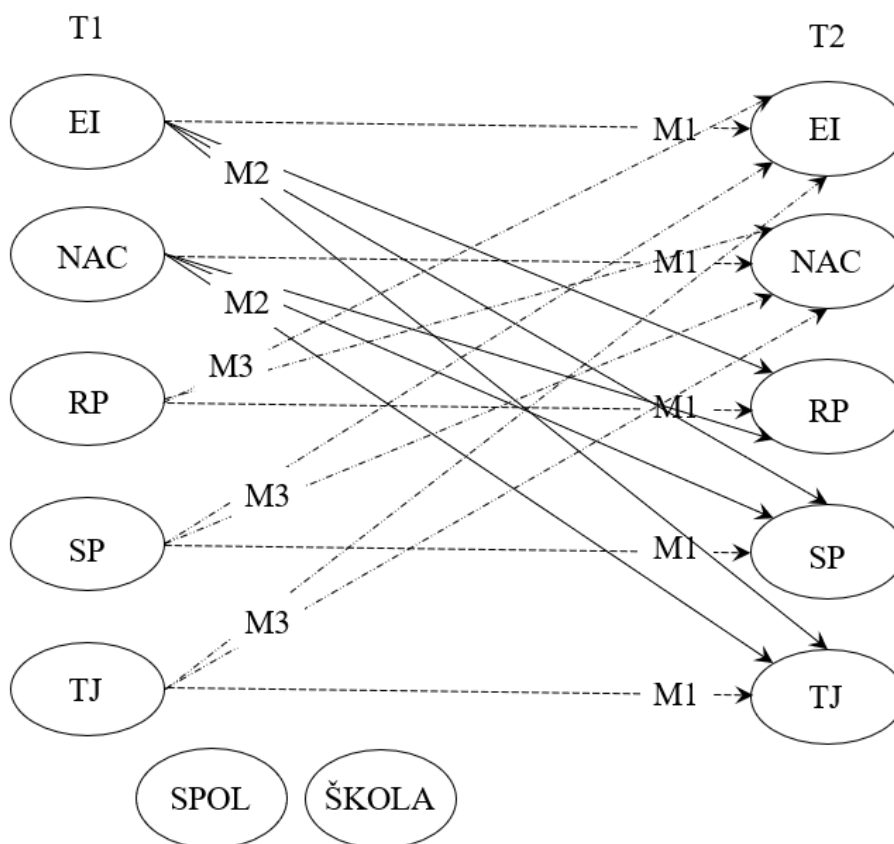 T1
T2
EI
M1
EI
M2
NAC
M1
NAC
M2
RP
M3
M1
RP
SP
M3
M1
SP
TJ
M3
M1
TJ
SPOL
ŠKOLA